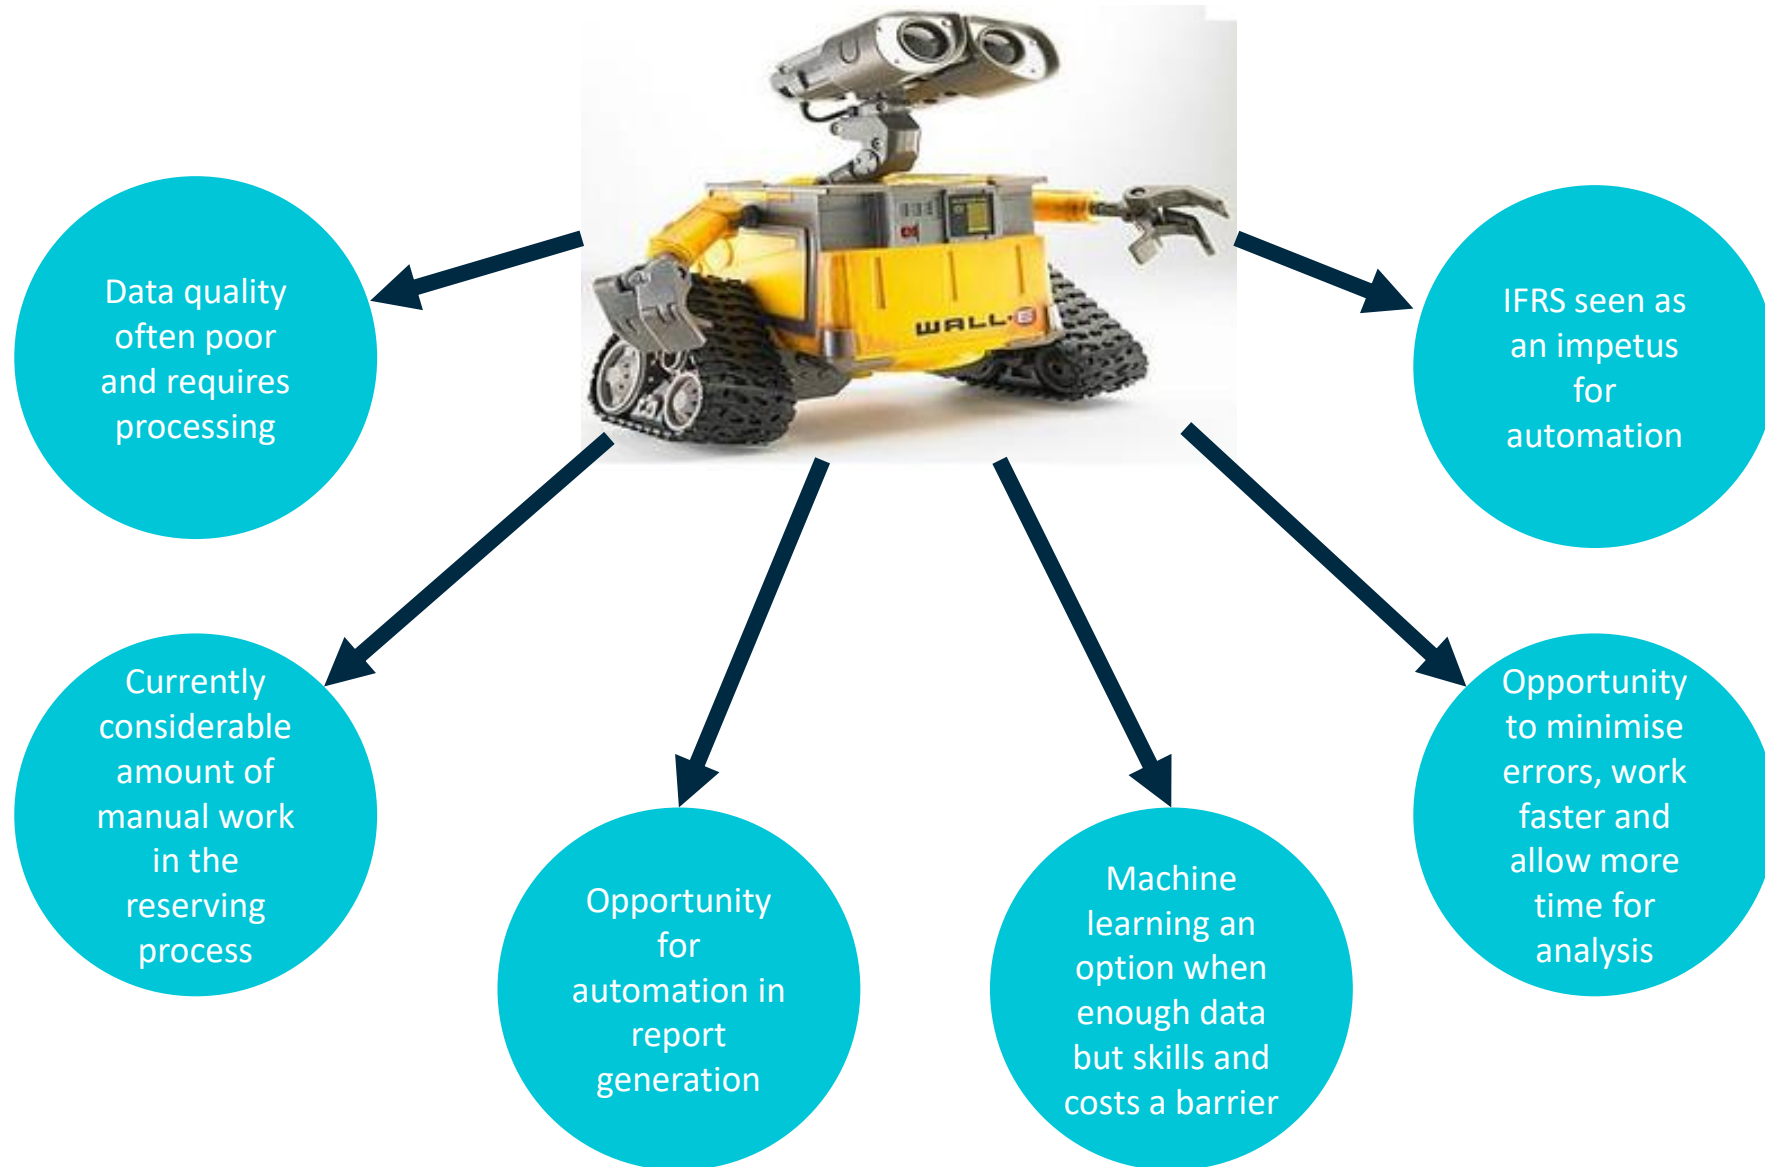 WALL·E
Data quality
often poor
and requires
processing
IFRS seen as
an impetus
for
automation
Currently
considerable
amount of
manual work
in the
reserving
process
Opportunity
for
automation in
report
generation
Machine
learning an
option when
enough data
but skills and
costs a barrier
Opportunity
to minimise
errors, work
faster and
allow more
time for
analysis